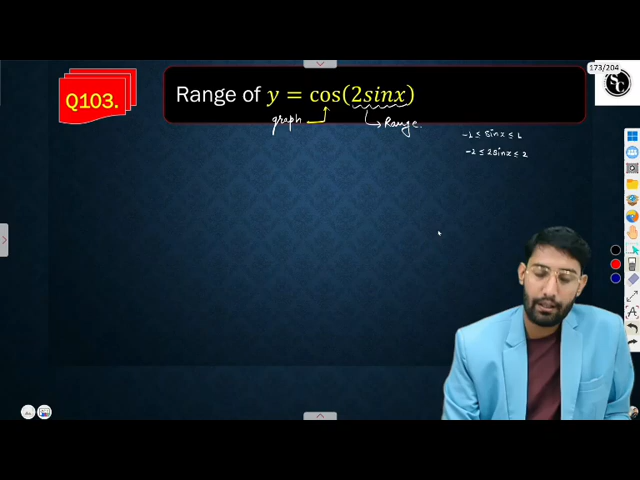 173/204
Q103.
Range of y = cos(2sinx)
graph
Range.
-1 ≤ sinx ≤ 1
-2 ≤ 2sinx ≤ 2